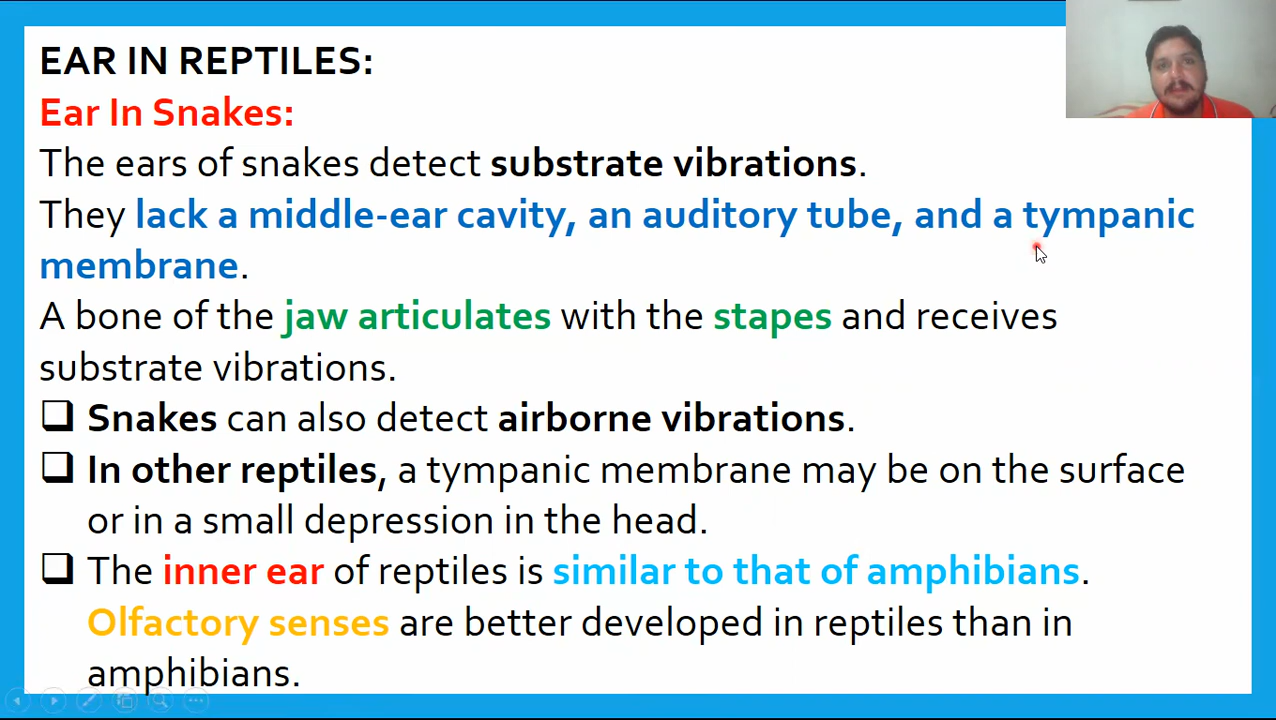 EAR IN REPTILES:
Ear In Snakes:
The ears of snakes detect substrate vibrations.
They lack a middle-ear cavity, an auditory tube, and a tympanic
membrane.
A bone of the jaw articulates with the stapes and receives
substrate vibrations.
❑ Snakes can also detect airborne vibrations.
❑ In other reptiles, a tympanic membrane may be on the surface
or in a small depression in the head.
❑ The inner ear of reptiles is similar to that of amphibians.
Olfactory senses are better developed in reptiles than in
amphibians.